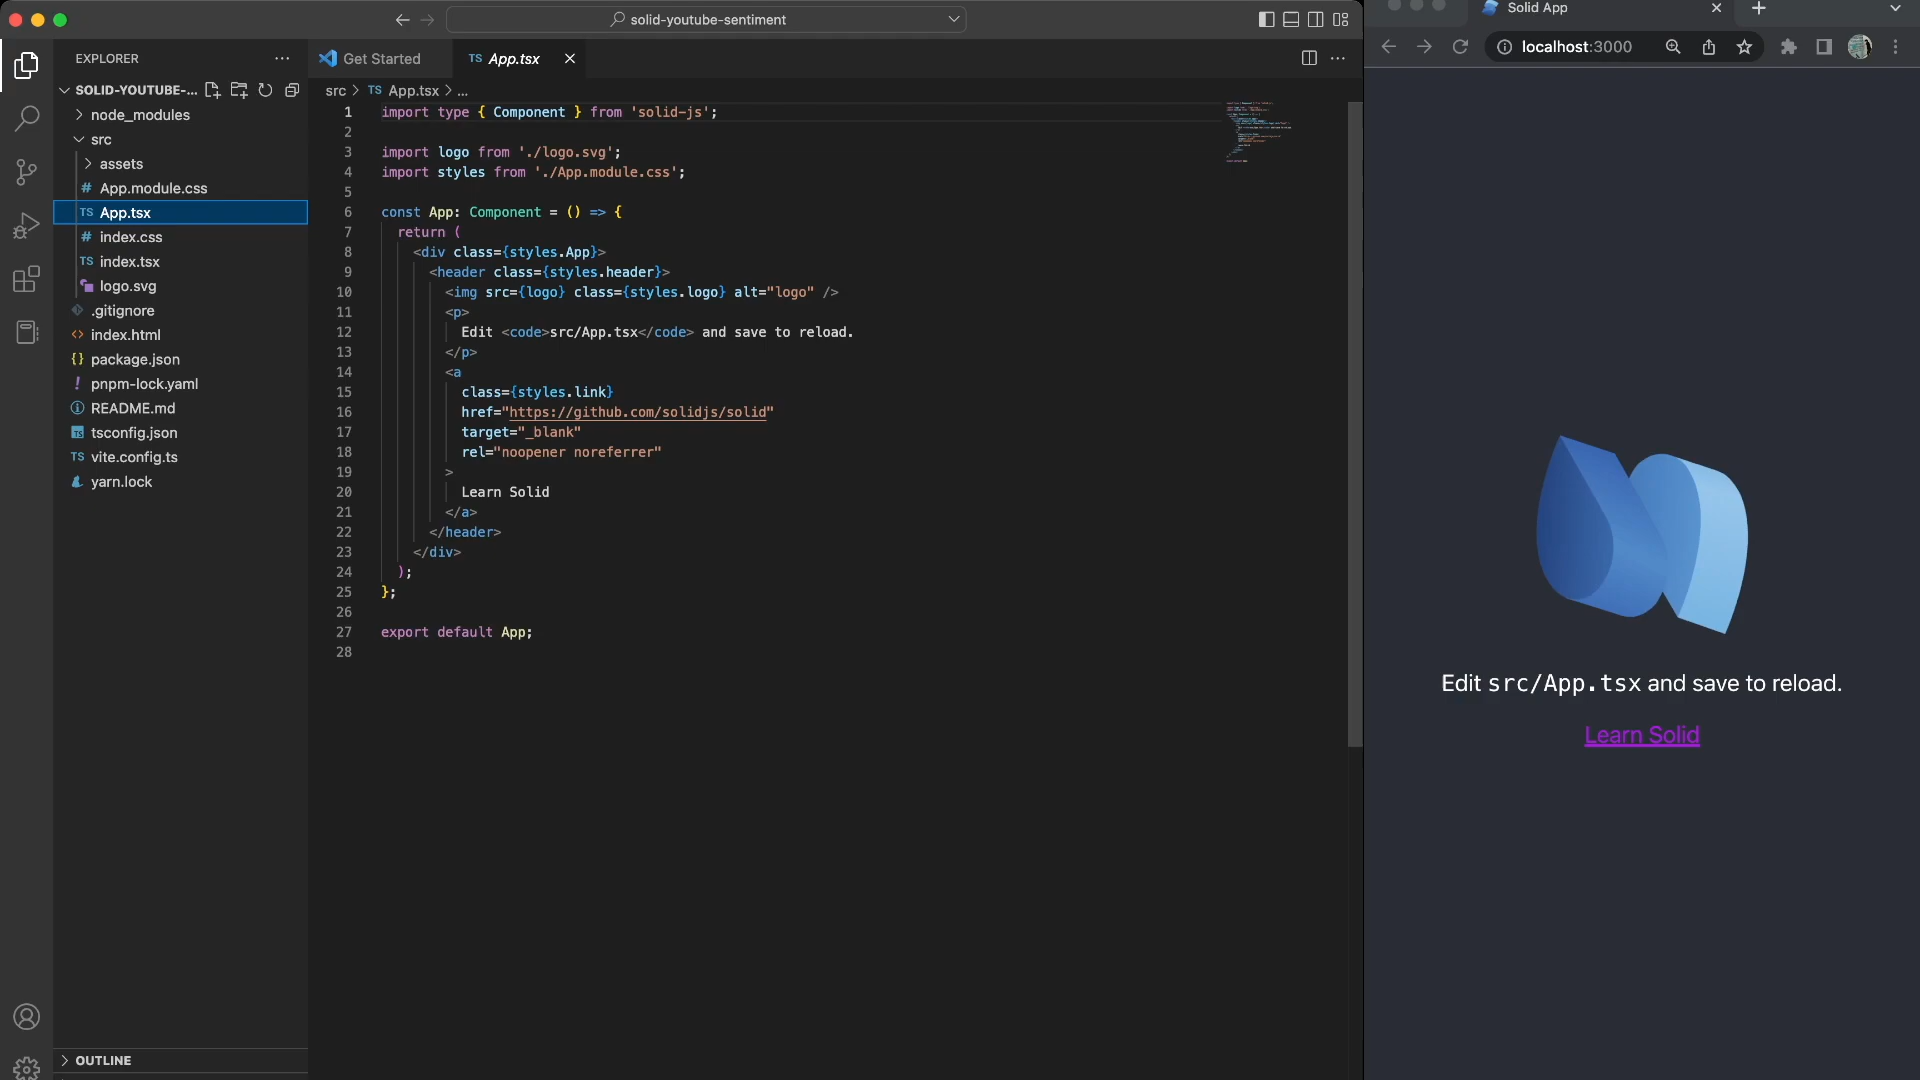 solid-youtube-sentiment
Solid App
localhost:3000
EXPLORER
SOLID-YOUTUBE-...
node_modules
src
assets
# App.module.css
TS App.tsx
# index.css
TS index.tsx
logo.svg
.gitignore
<> index.html
{} package.json
! pnpm-lock.yaml
README.md
TS tsconfig.json
TS vite.config.ts
yarn.lock
OUTLINE
Get Started
TS App.tsx
src > TS App.tsx > ...
1 import type { Component } from 'solid-js';
2
3 import logo from './logo.svg';
4 import styles from './App.module.css';
5
6 const App: Component = () => {
7 return (
8 <div class={styles.App}>
9 <header class={styles.header}>
10 <img src={logo} class={styles.logo} alt="logo" />
11 <p>
12 Edit <code>src/App.tsx</code> and save to reload.
13 </p>
14 <a
15 class={styles.link}
16 href="https://github.com/solidjs/solid"
17 target="_blank"
18 rel="noopener noreferrer"
19 >
20 Learn Solid
21 </a>
22 </header>
23 </div>
24 );
25 };
26
27 export default App;
28
Edit src/App.tsx and save to reload.
Learn Solid